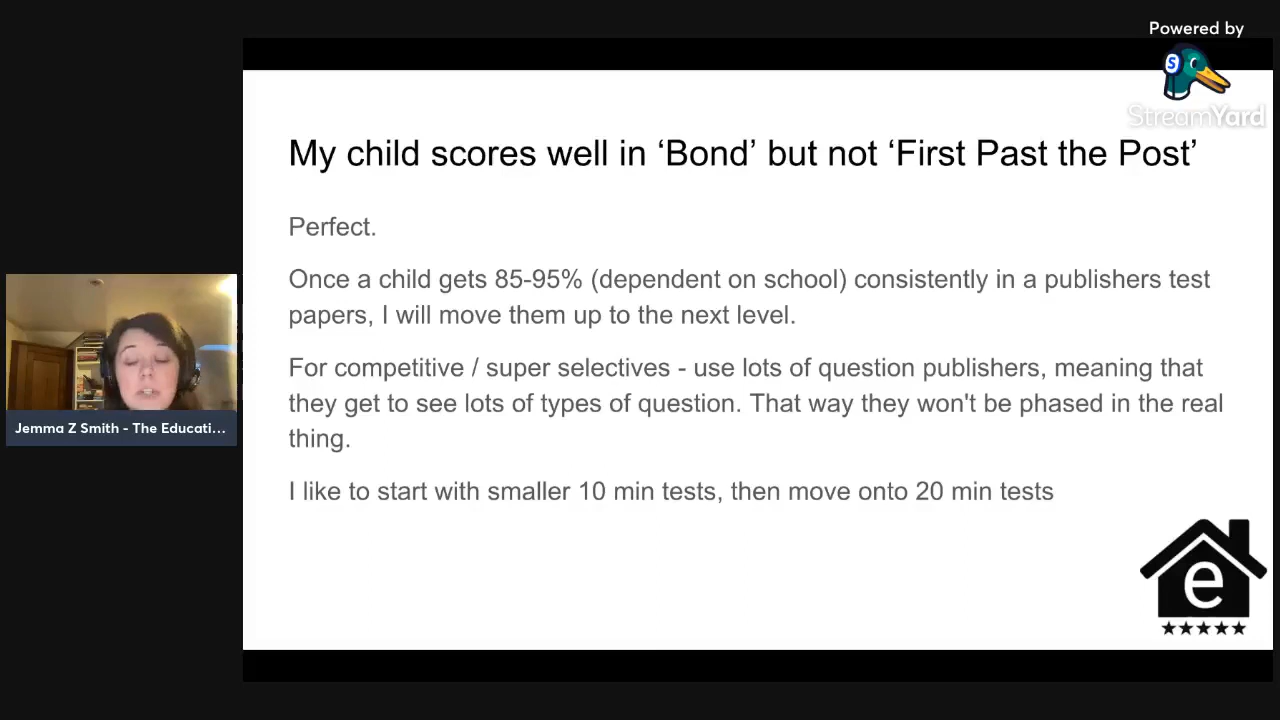 Powered by
S
StreamYard
My child scores well in ‘Bond’ but not ‘First Past the Post’
Perfect.
Once a child gets 85-95% (dependent on school) consistently in a publishers test
papers, I will move them up to the next level.
For competitive / super selectives - use lots of question publishers, meaning that
they get to see lots of types of question. That way they won't be phased in the real
thing.
I like to start with smaller 10 min tests, then move onto 20 min tests
Jemma Z Smith - The Educati...
e